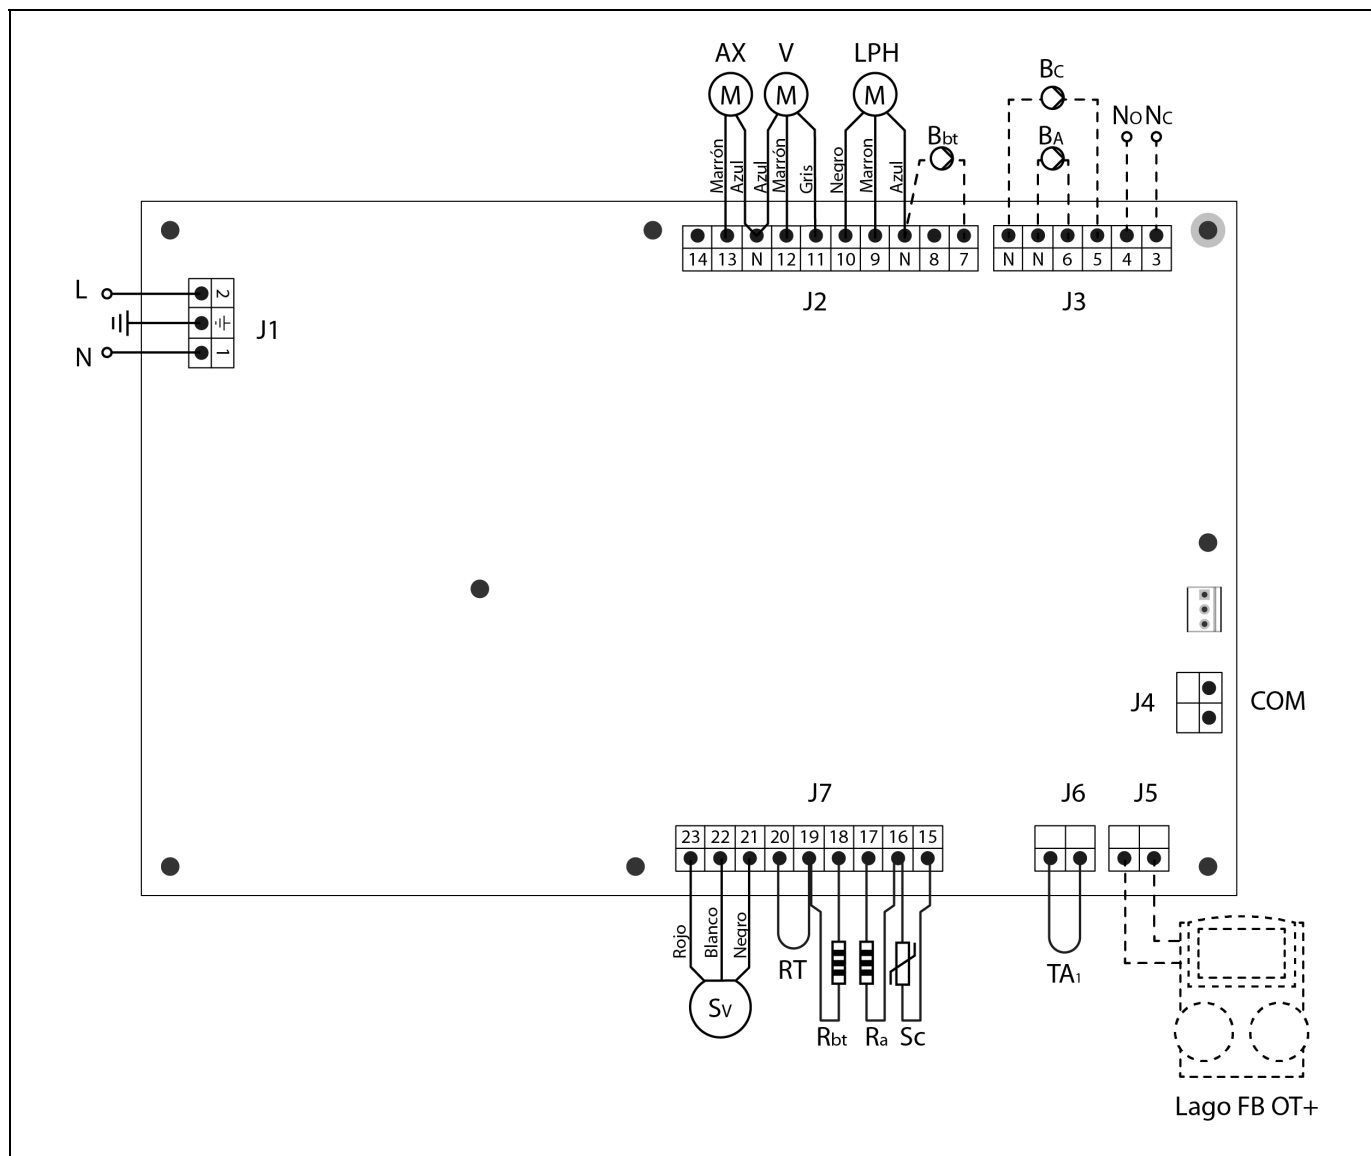 AX V LPH
BC
NO NC
Bbt
BA
M M M
Marrón
Azul
Azul
Marrón
Gris
Negro
Marron
Azul
14 13 N 12 11 10 9 N 8 7
N N 6 5 4 3
J2
J3
L
2
J1
N
1
J4
COM
J7
J6
J5
23 22 21 20 19 18 17 16 15
Rojo
Blanco
Negro
RT
TA1
SV
Rbt
Ra
Sc
Lago FB OT+